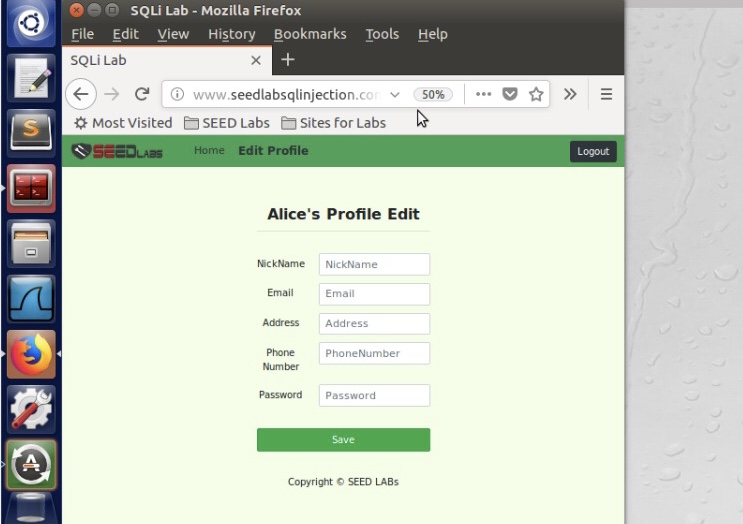 SQLi Lab - Mozilla Firefox
File Edit View History Bookmarks Tools Help
SQLi Lab
www.seedlabsqlinjection.co 50%
Most Visited SEED Labs Sites for Labs
SEEDLABS Home Edit Profile Logout
Alice's Profile Edit
NickName NickName
Email Email
Address Address
Phone Number PhoneNumber
Password Password
Save
Copyright © SEED LABs